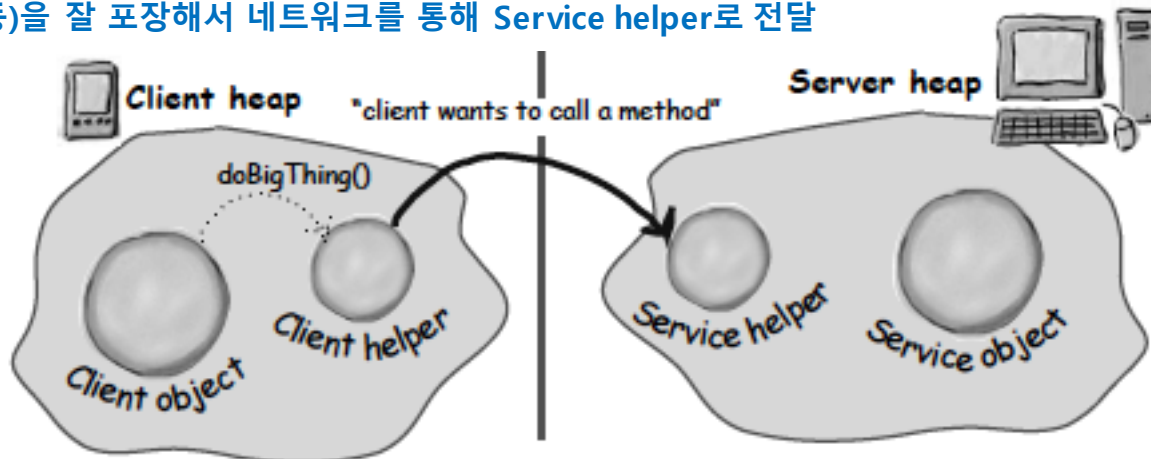 등)을 잘 포장해서 네트워크를 통해 Service helper로 전달
Client heap
"client wants to call a method"
Server heap
doBigThing()
Client helper
Client object
Service helper
Service object